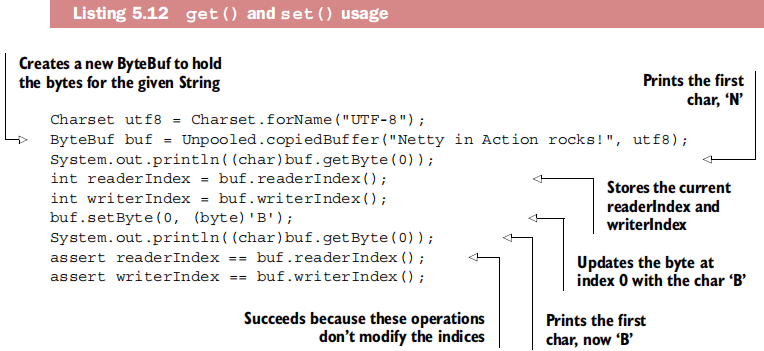 Listing 5.12 get() and set() usage
Creates a new ByteBuf to hold
the bytes for the given String
Prints the first
char, ‘N’
Charset utf8 = Charset.forName("UTF-8");
ByteBuf buf = Unpooled.copiedBuffer("Netty in Action rocks!", utf8);
System.out.println((char)buf.getByte(0));
int readerIndex = buf.readerIndex();
int writerIndex = buf.writerIndex();
buf.setByte(0, (byte)'B');
System.out.println((char)buf.getByte(0));
assert readerIndex == buf.readerIndex();
assert writerIndex == buf.writerIndex();
Stores the current
readerIndex and
writerIndex
Updates the byte at
index 0 with the char ‘B’
Succeeds because these operations
don’t modify the indices
Prints the first
char, now ‘B’